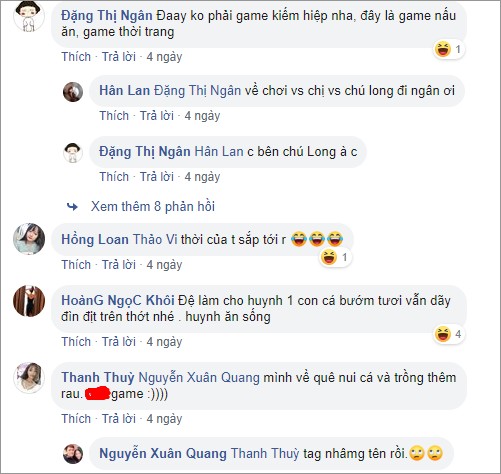 Đặng Thị Ngân Đaay ko phải game kiếm hiệp nha, đây là game nấu
ăn, game thời trang
1
Thích · Trả lời · 4 ngày
Hân Lan Đặng Thị Ngân về chơi vs chị vs chú long đi ngân ơi
Thích · Trả lời · 4 ngày
Đặng Thị Ngân Hân Lan c bên chú Long à c
Thích · Trả lời · 4 ngày
Xem thêm 8 phản hồi
Hồng Loan Thảo Vi thời của t sắp tới r 😂😂😂
1
Thích · Trả lời · 4 ngày
HoànG NgọC Khôi Đệ làm cho huynh 1 con cá bướm tươi vẫn dãy
đìn địt trên thớt nhé . huynh ăn sống
4
Thích · Trả lời · 4 ngày
Thanh Thuỷ Nguyễn Xuân Quang mình về quê nui cá và trồng thêm
rau. game :))))
Thích · Trả lời · 4 ngày
Nguyễn Xuân Quang Thanh Thuỳ tag nhâmg tên rồi.🙄🙄